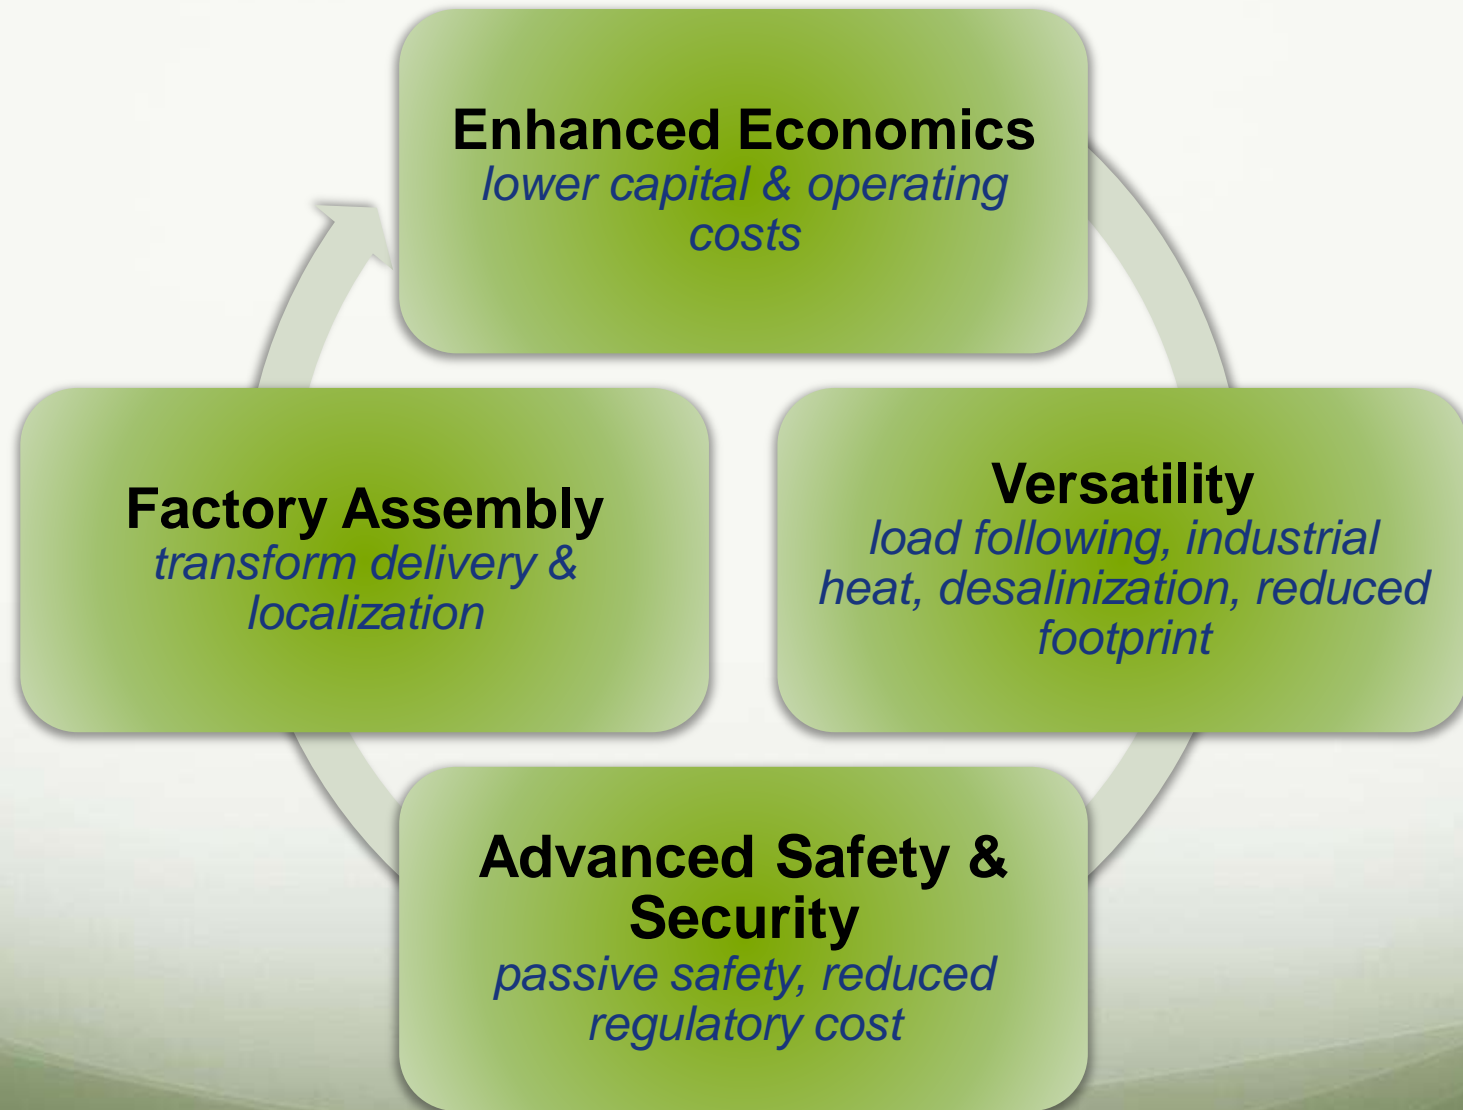 Enhanced Economics
lower capital & operating
costs
Versatility
load following, industrial
heat, desalinization, reduced
footprint
Advanced Safety &
Security
passive safety, reduced
regulatory cost
Factory Assembly
transform delivery &
localization